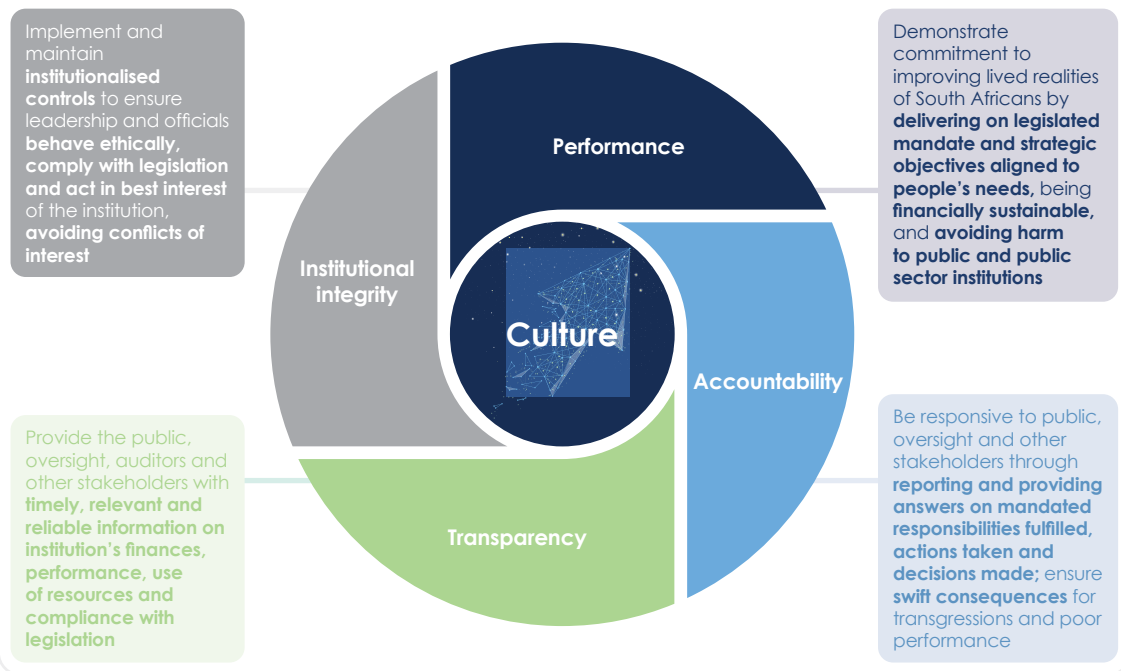 Implement and
maintain
institutionalised
controls to ensure
leadership and officials
behave ethically,
comply with legislation
and act in best interest
of the institution,
avoiding conflicts of
interest
Performance
Demonstrate
commitment to
improving lived realities
of South Africans by
delivering on legislated
mandate and strategic
objectives aligned to
people's needs, being
financially sustainable,
and avoiding harm
to public and public
sector institutions
Institutional
integrity
Culture
Accountability
Provide the public,
oversight, auditors and
other stakeholders with
timely, relevant and
reliable information on
institution's finances,
performance, use
of resources and
compliance with
legislation
Transparency
Be responsive to public,
oversight and other
stakeholders through
reporting and providing
answers on mandated
responsibilities fulfilled,
actions taken and
decisions made; ensure
swift consequences for
transgressions and poor
performance